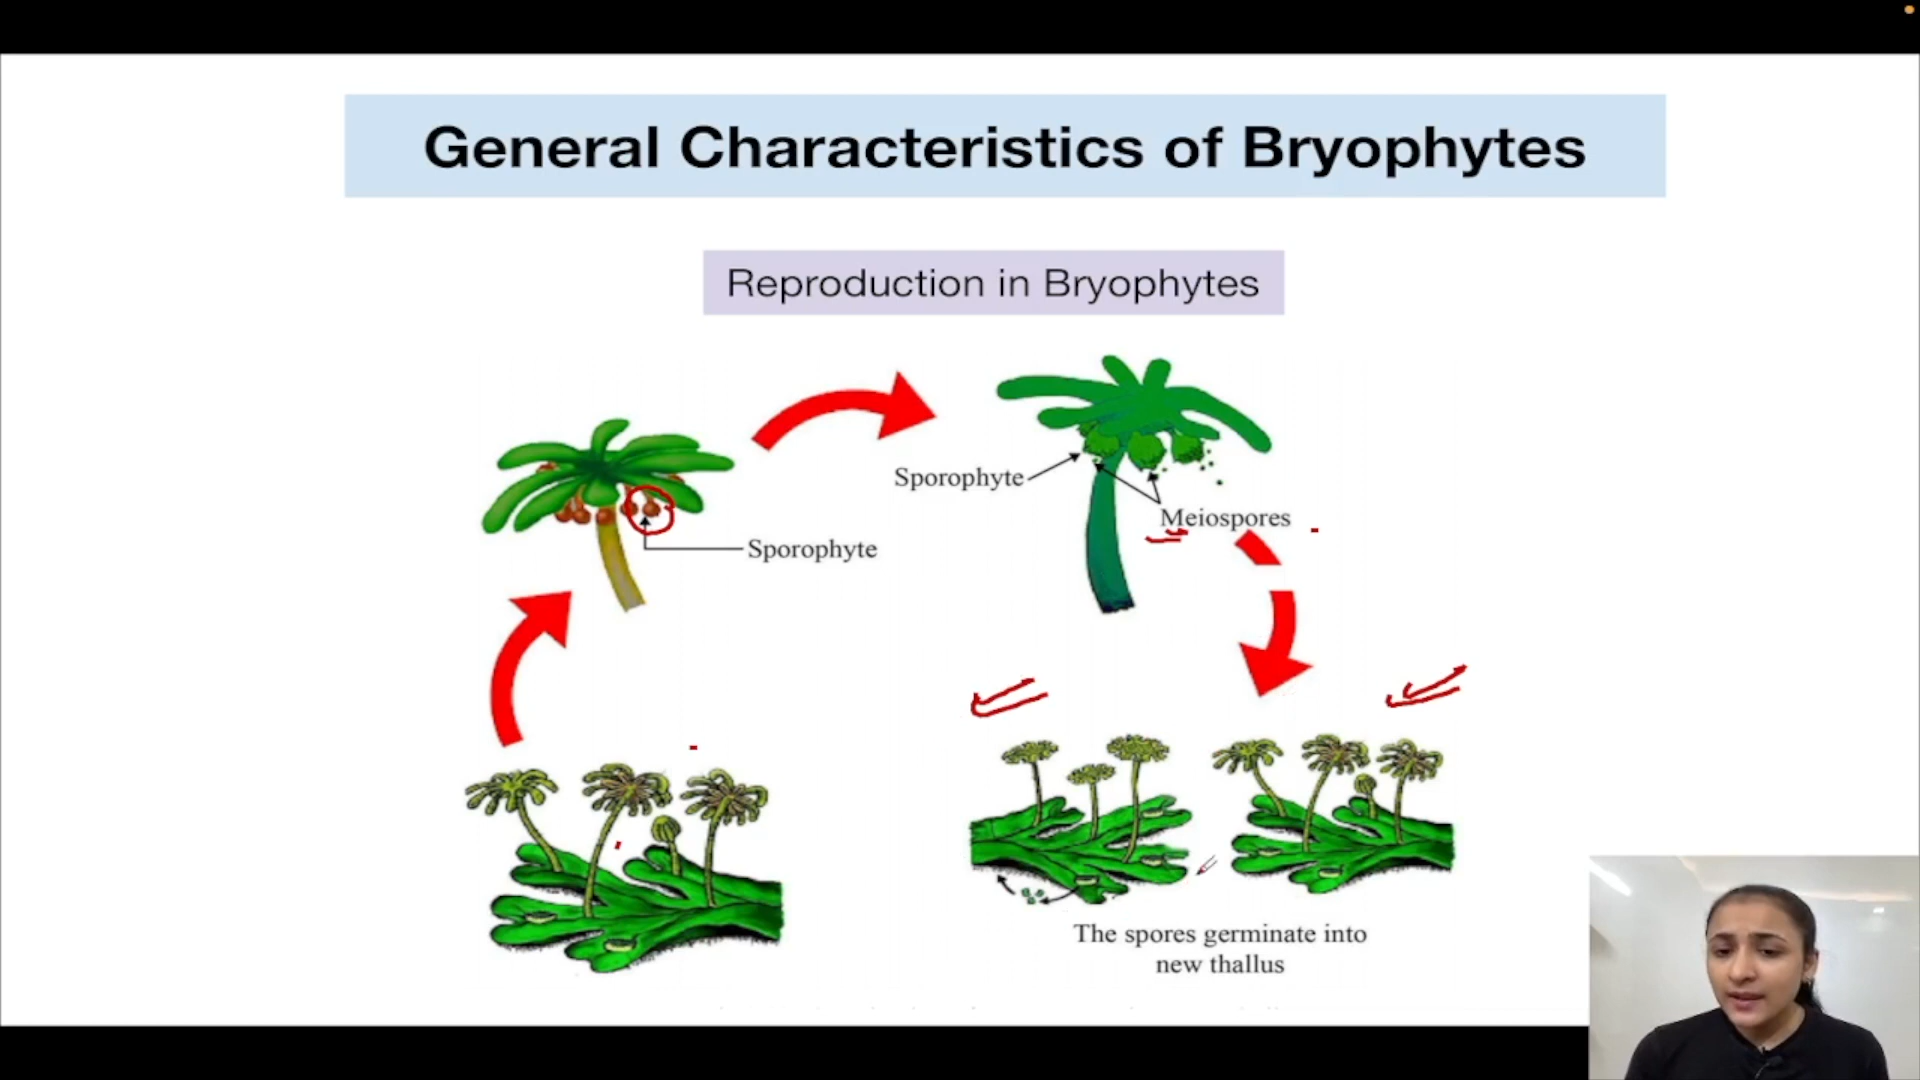 General Characteristics of Bryophytes
Reproduction in Bryophytes
Sporophyte
Sporophyte
Meiospores
The spores germinate into
new thallus